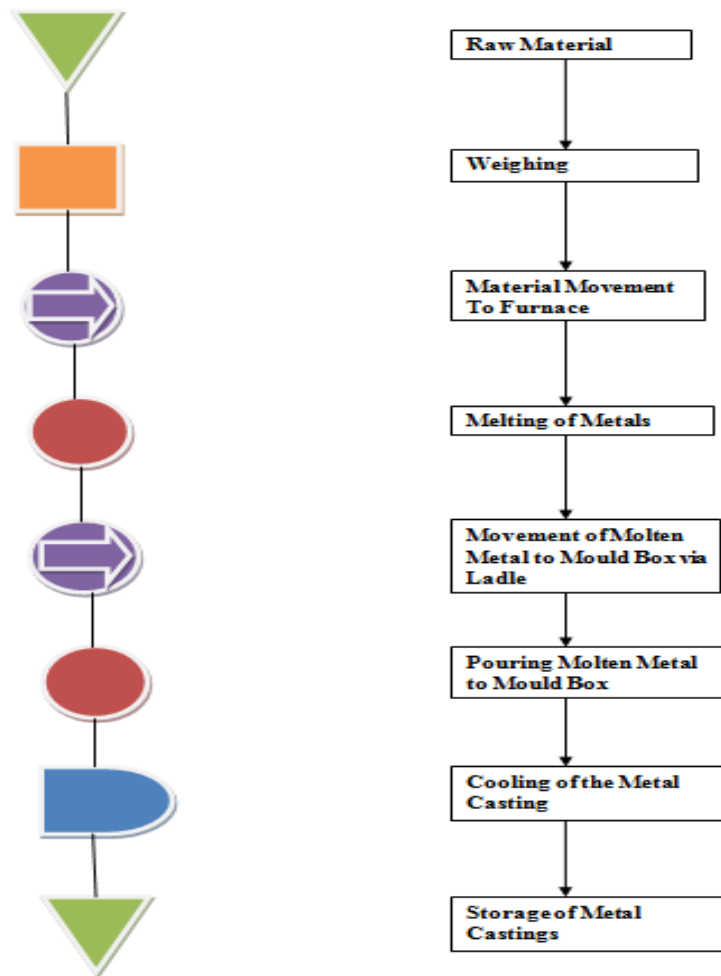 Raw Material
Weighing
Material Movement
To Furnace
Melting of Metals
Movement of Molten
Metal to Mould Box via
Ladle
Pouring Molten Metal
to Mould Box
Cooling of the Metal
Casting
Storage of Metal
Castings